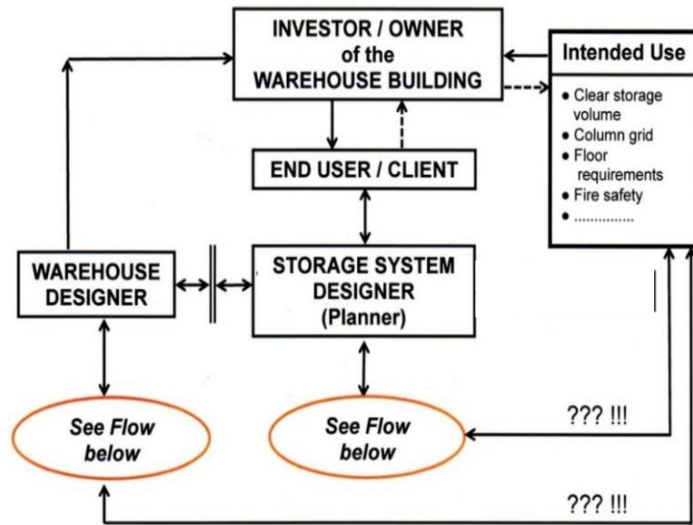 INVESTOR / OWNER
of the
WAREHOUSE BUILDING
Intended Use
● Clear storage
volume
● Column grid
● Floor
requirements
● Fire safety
● ...............
END USER / CLIENT
WAREHOUSE
DESIGNER
STORAGE SYSTEM
DESIGNER
(Planner)
See Flow
below
See Flow
below
??? !!!
??? !!!